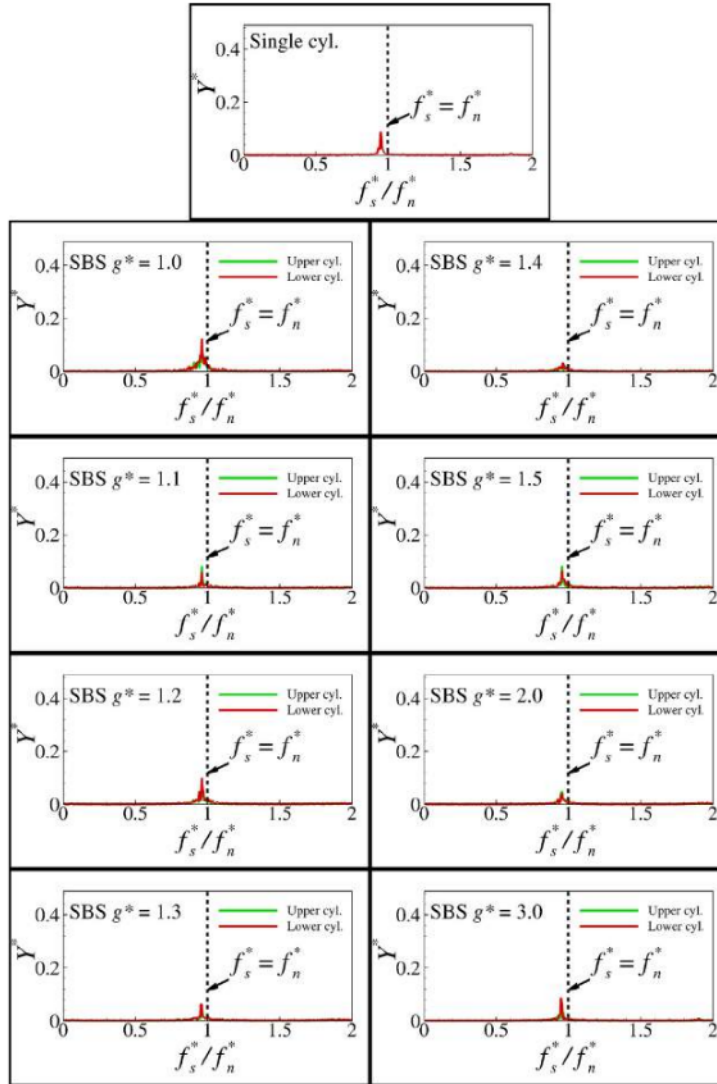 Single cyl.
0.4
0.2
0
Y*
f*s = f*n
0.5 1 1.5 2
f*s/f*n
SBS g* = 1.0
Upper cyl.
Lower cyl.
0.4
0.2
0
Y*
f*s = f*n
0 0.5 1 1.5 2
f*s/f*n
SBS g* = 1.4
Upper cyl.
Lower cyl.
0.4
0.2
0
Y*
f*s = f*n
0 0.5 1 1.5 2
f*s/f*n
SBS g* = 1.1
Upper cyl.
Lower cyl.
0.4
0.2
0
Y*
f*s = f*n
0 0.5 1 1.5 2
f*s/f*n
SBS g* = 1.5
Upper cyl.
Lower cyl.
0.4
0.2
0
Y*
f*s = f*n
0 0.5 1 1.5 2
f*s/f*n
SBS g* = 1.2
Upper cyl.
Lower cyl.
0.4
0.2
0
Y*
f*s = f*n
0 0.5 1 1.5 2
f*s/f*n
SBS g* = 2.0
Upper cyl.
Lower cyl.
0.4
0.2
0
Y*
f*s = f*n
0 0.5 1 1.5 2
f*s/f*n
SBS g* = 1.3
Upper cyl.
Lower cyl.
0.4
0.2
0
Y*
f*s = f*n
0 0.5 1 1.5 2
f*s/f*n
SBS g* = 3.0
Upper cyl.
Lower cyl.
0.4
0.2
0
Y*
f*s = f*n
0 0.5 1 1.5 2
f*s/f*n